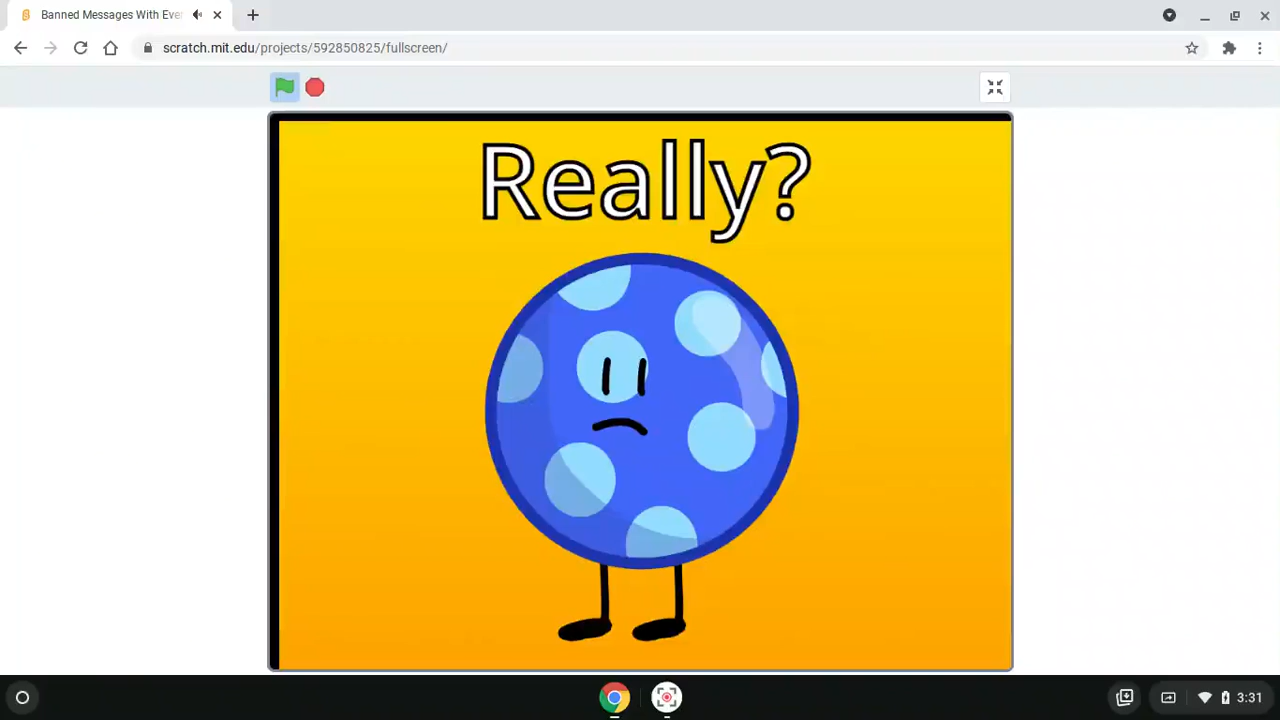 Banned Messages With Eve
scratch.mit.edu/projects/592850825/fullscreen/
Really?
3:31